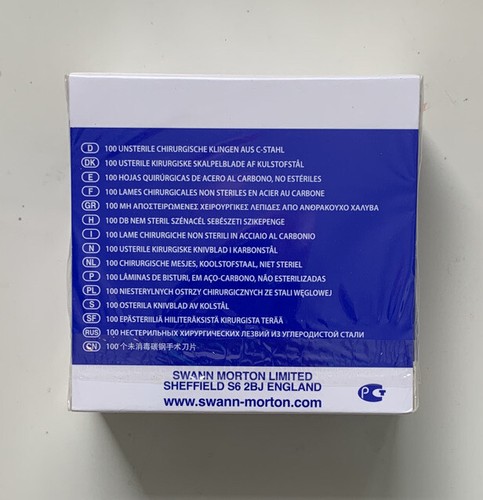 D 100 UNSTERILE CHIRURGISCHE KLINGEN AUS C-STAHL
DK 100 USTERILE KIRURGISKE SKALPELBLADE AF KULSTOFSTÅL
E 100 HOJAS QUIRÚRGICAS DE ACERO AL CARBONO, NO ESTÉRILES
F 100 LAMES CHIRURGICALES NON STERILES EN ACIER AU CARBONE
GR 100 ΜΗ ΑΠΟΣΤΕΙΡΩΜΕΝΕΣ ΧΕΙΡΟΥΡΓΙΚΕΣ ΛΕΠΙΔΕΣ ΑΠΟ ΑΝΘΡΑΚΟΥΧΟ ΧΑΛΥΒΑ
H 100 DB NEM STERIL SZÉNACÉL SEBÉSZETI SZIKEPENGE
I 100 LAME CHIRURGICHE NON STERILI IN ACCIAIO AL CARBONIO
N 100 USTERILE KIRURGISKE KNIVBLAD I KARBONSTÅL
NL 100 CHIRURGISCHE MESJES, KOOLSTOFSTAAL, NIET STERIEL
P 100 LÂMINAS DE BISTURI, EM AÇO-CARBONO, NÃO ESTERILIZADAS
PL 100 NIESTERYLNYCH OSTRZY CHIRURGICZNYCH ZE STALI WĘGLOWEJ
S 100 OSTERILA KNIVBLAD AV KOLSTÅL
SF 100 EPÄSTERIILIÄ HIILITERÄKSISTÄ KIRURGISTA TERÄÄ
RUS 100 НЕСТЕРИЛЬНЫХ ХИРУРГИЧЕСКИХ ЛЕЗВИЙ ИЗ УГЛЕРОДИСТОЙ СТАЛИ
CN 100 个未消毒碳钢手术刀片
SWANN MORTON LIMITED
SHEFFIELD S6 2BJ ENGLAND
www.swann-morton.com